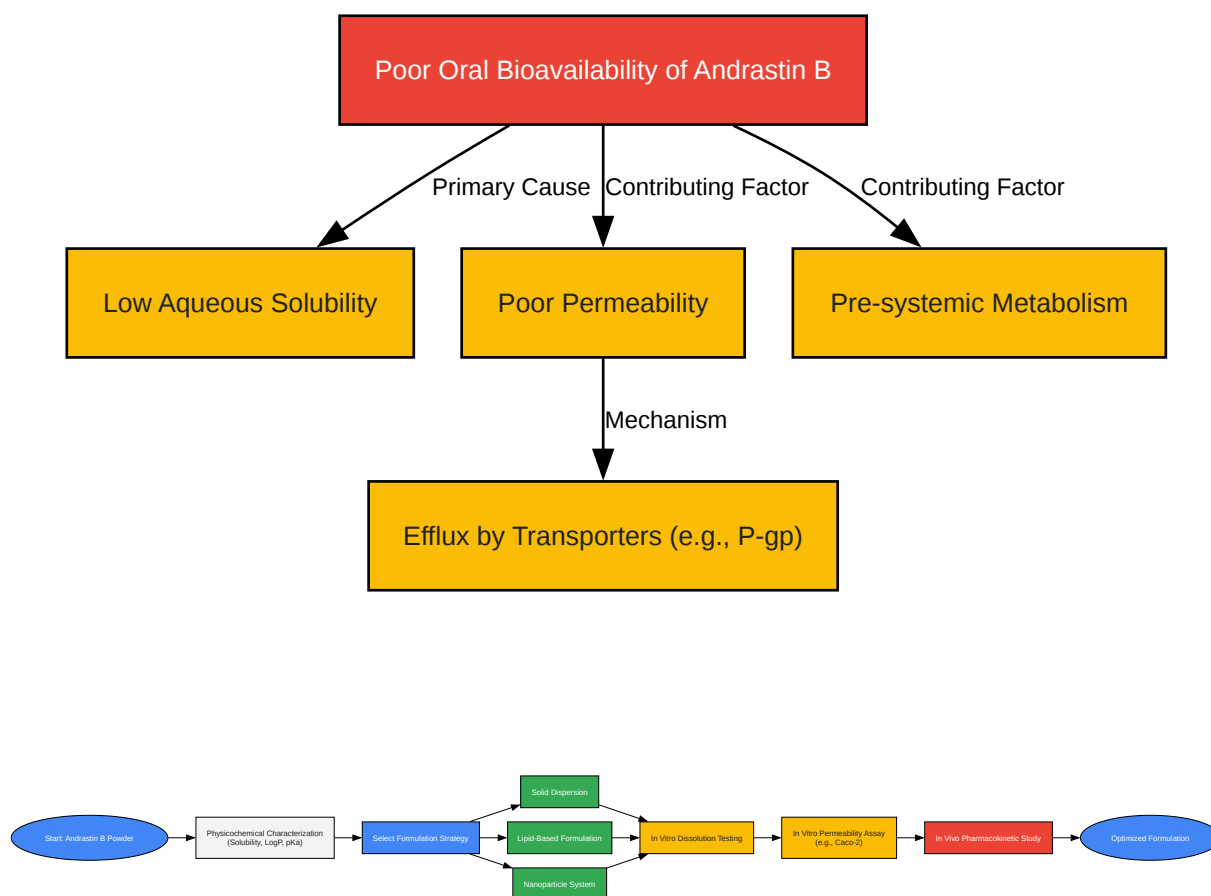 Poor Oral Bioavailability of Andrastin B
Primary Cause
Contributing Factor
Contributing Factor
Low Aqueous Solubility
Poor Permeability
Pre-systemic Metabolism
Mechanism
Efflux by Transporters (e.g., P-gp)
Start: Andrastin B Powder
Physicochemical Characterization
(Solubility, LogP, pKa)
Select Formulation Strategy
Solid Dispersion
Lipid-Based Formulation
Nanoparticle System
In Vitro Dissolution Testing
In Vitro Permeability Assay
(e.g., Caco-2)
In Vivo Pharmacokinetic Study
Optimized Formulation